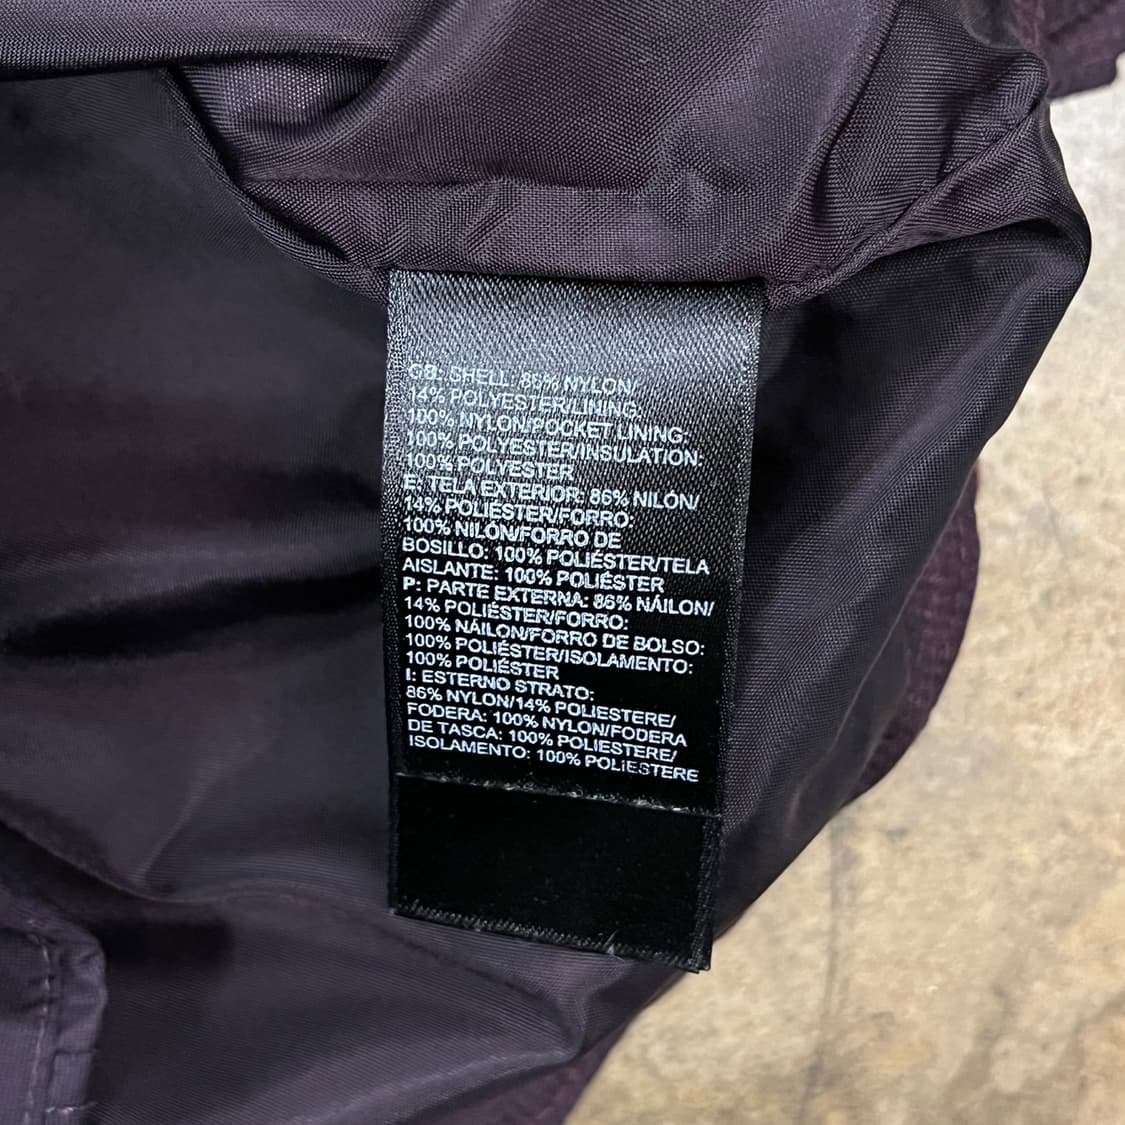 GB: SHELL: 86% NYLON/
14% POLYESTER/LINING:
100% NYLON/POCKET LINING:
100% POLYESTER/INSULATION:
100% POLYESTER
E: TELA EXTERIOR: 86% NILÓN/
14% POLIÉSTER/FORRO:
100% NILÓN/FORRO DE
BOSILLO: 100% POLIÉSTER/TELA
AISLANTE: 100% POLIÉSTER
P: PARTE EXTERNA: 86% NÁILON/
14% POLIÉSTER/FORRO:
100% NÁILON/FORRO DE BOLSO:
100% POLIÉSTER/ISOLAMENTO:
100% POLIÉSTER
I: ESTERNO STRATO:
86% NYLON/14% POLIESTERE/
FODERA: 100% NYLON/FODERA
DE TASCA: 100% POLIESTERE/
ISOLAMENTO: 100% POLIESTERE